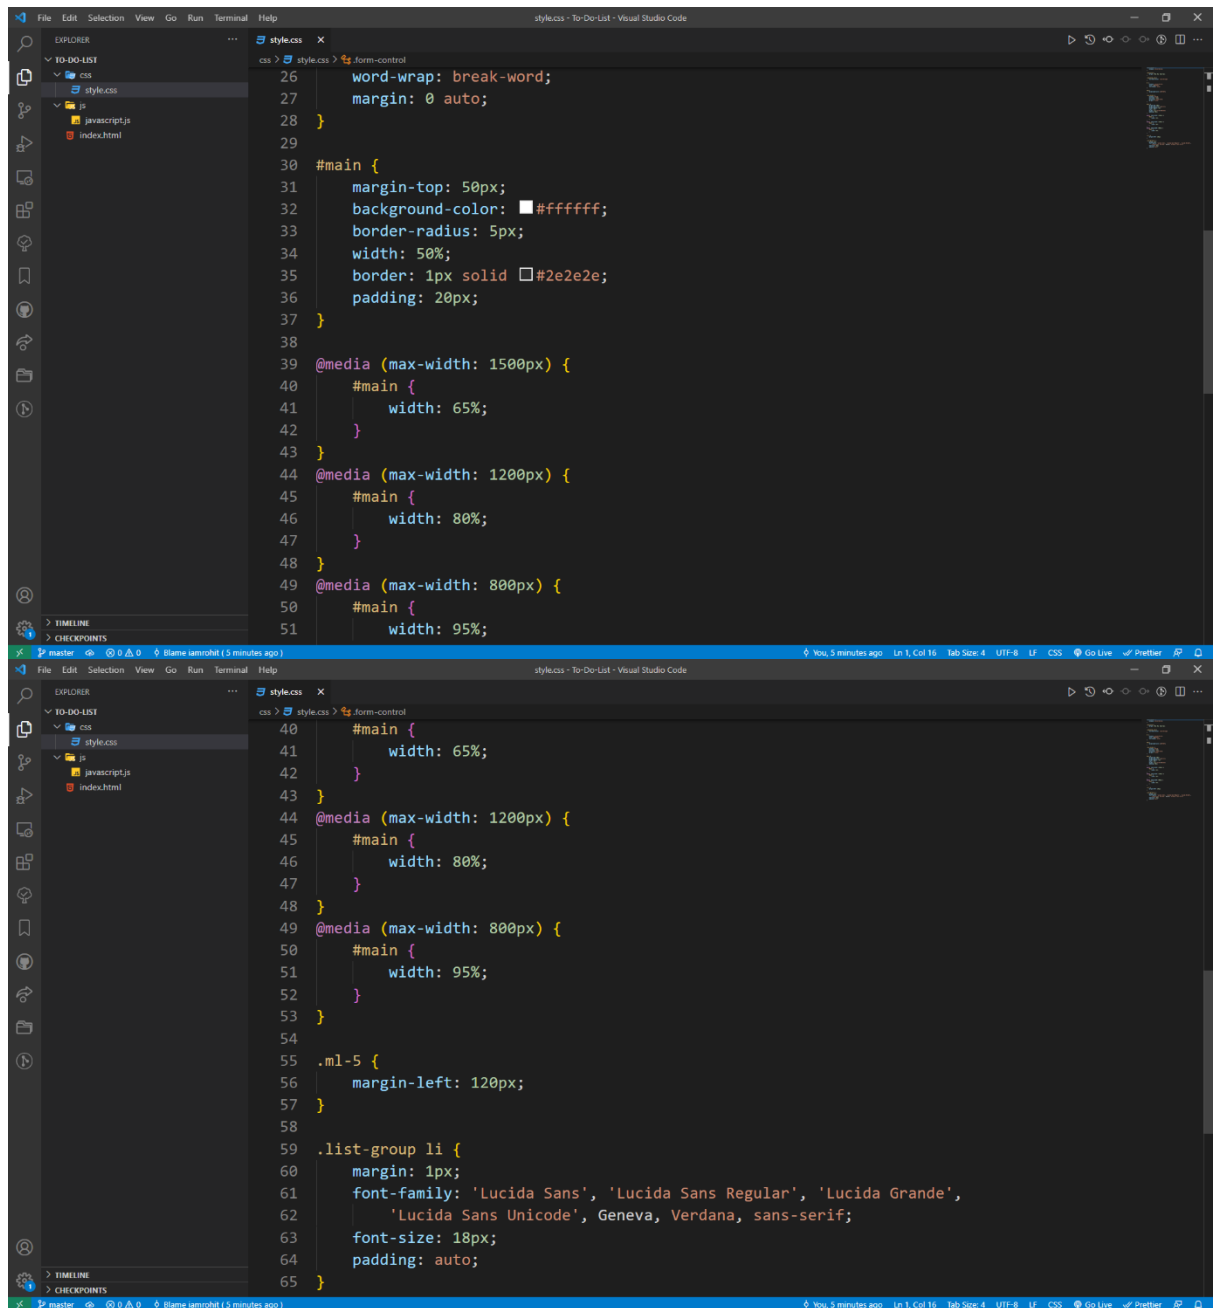 File Edit Selection View Go Run Terminal Help style.css - To-Do-List - Visual Studio Code
EXPLORER ··· style.css ×
TO-DO-LIST css > style.css > .form-control
css
style.css
js
javascript.js
index.html
26 word-wrap: break-word;
27 margin: 0 auto;
28 }
29
30 #main {
31 margin-top: 50px;
32 background-color: #ffffff;
33 border-radius: 5px;
34 width: 50%;
35 border: 1px solid #2e2e2e;
36 padding: 20px;
37 }
38
39 @media (max-width: 1500px) {
40 #main {
41 width: 65%;
42 }
43 }
44 @media (max-width: 1200px) {
45 #main {
46 width: 80%;
47 }
48 }
49 @media (max-width: 800px) {
50 #main {
51 width: 95%;
TIMELINE
CHECKPOINTS
master 0 0 Blame iamrohit ( 5 minutes ago ) You, 5 minutes ago Ln 1, Col 16 Tab Size: 4 UTF-8 LF CSS Go Live Prettier
File Edit Selection View Go Run Terminal Help style.css - To-Do-List - Visual Studio Code
EXPLORER ··· style.css ×
TO-DO-LIST css > style.css > .form-control
css
style.css
js
javascript.js
index.html
40 #main {
41 width: 65%;
42 }
43 }
44 @media (max-width: 1200px) {
45 #main {
46 width: 80%;
47 }
48 }
49 @media (max-width: 800px) {
50 #main {
51 width: 95%;
52 }
53 }
54
55 .ml-5 {
56 margin-left: 120px;
57 }
58
59 .list-group li {
60 margin: 1px;
61 font-family: 'Lucida Sans', 'Lucida Sans Regular', 'Lucida Grande',
62 'Lucida Sans Unicode', Geneva, Verdana, sans-serif;
63 font-size: 18px;
64 padding: auto;
65 }
TIMELINE
CHECKPOINTS
master 0 0 Blame iamrohit ( 5 minutes ago ) You, 5 minutes ago Ln 1, Col 16 Tab Size: 4 UTF-8 LF CSS Go Live Prettier